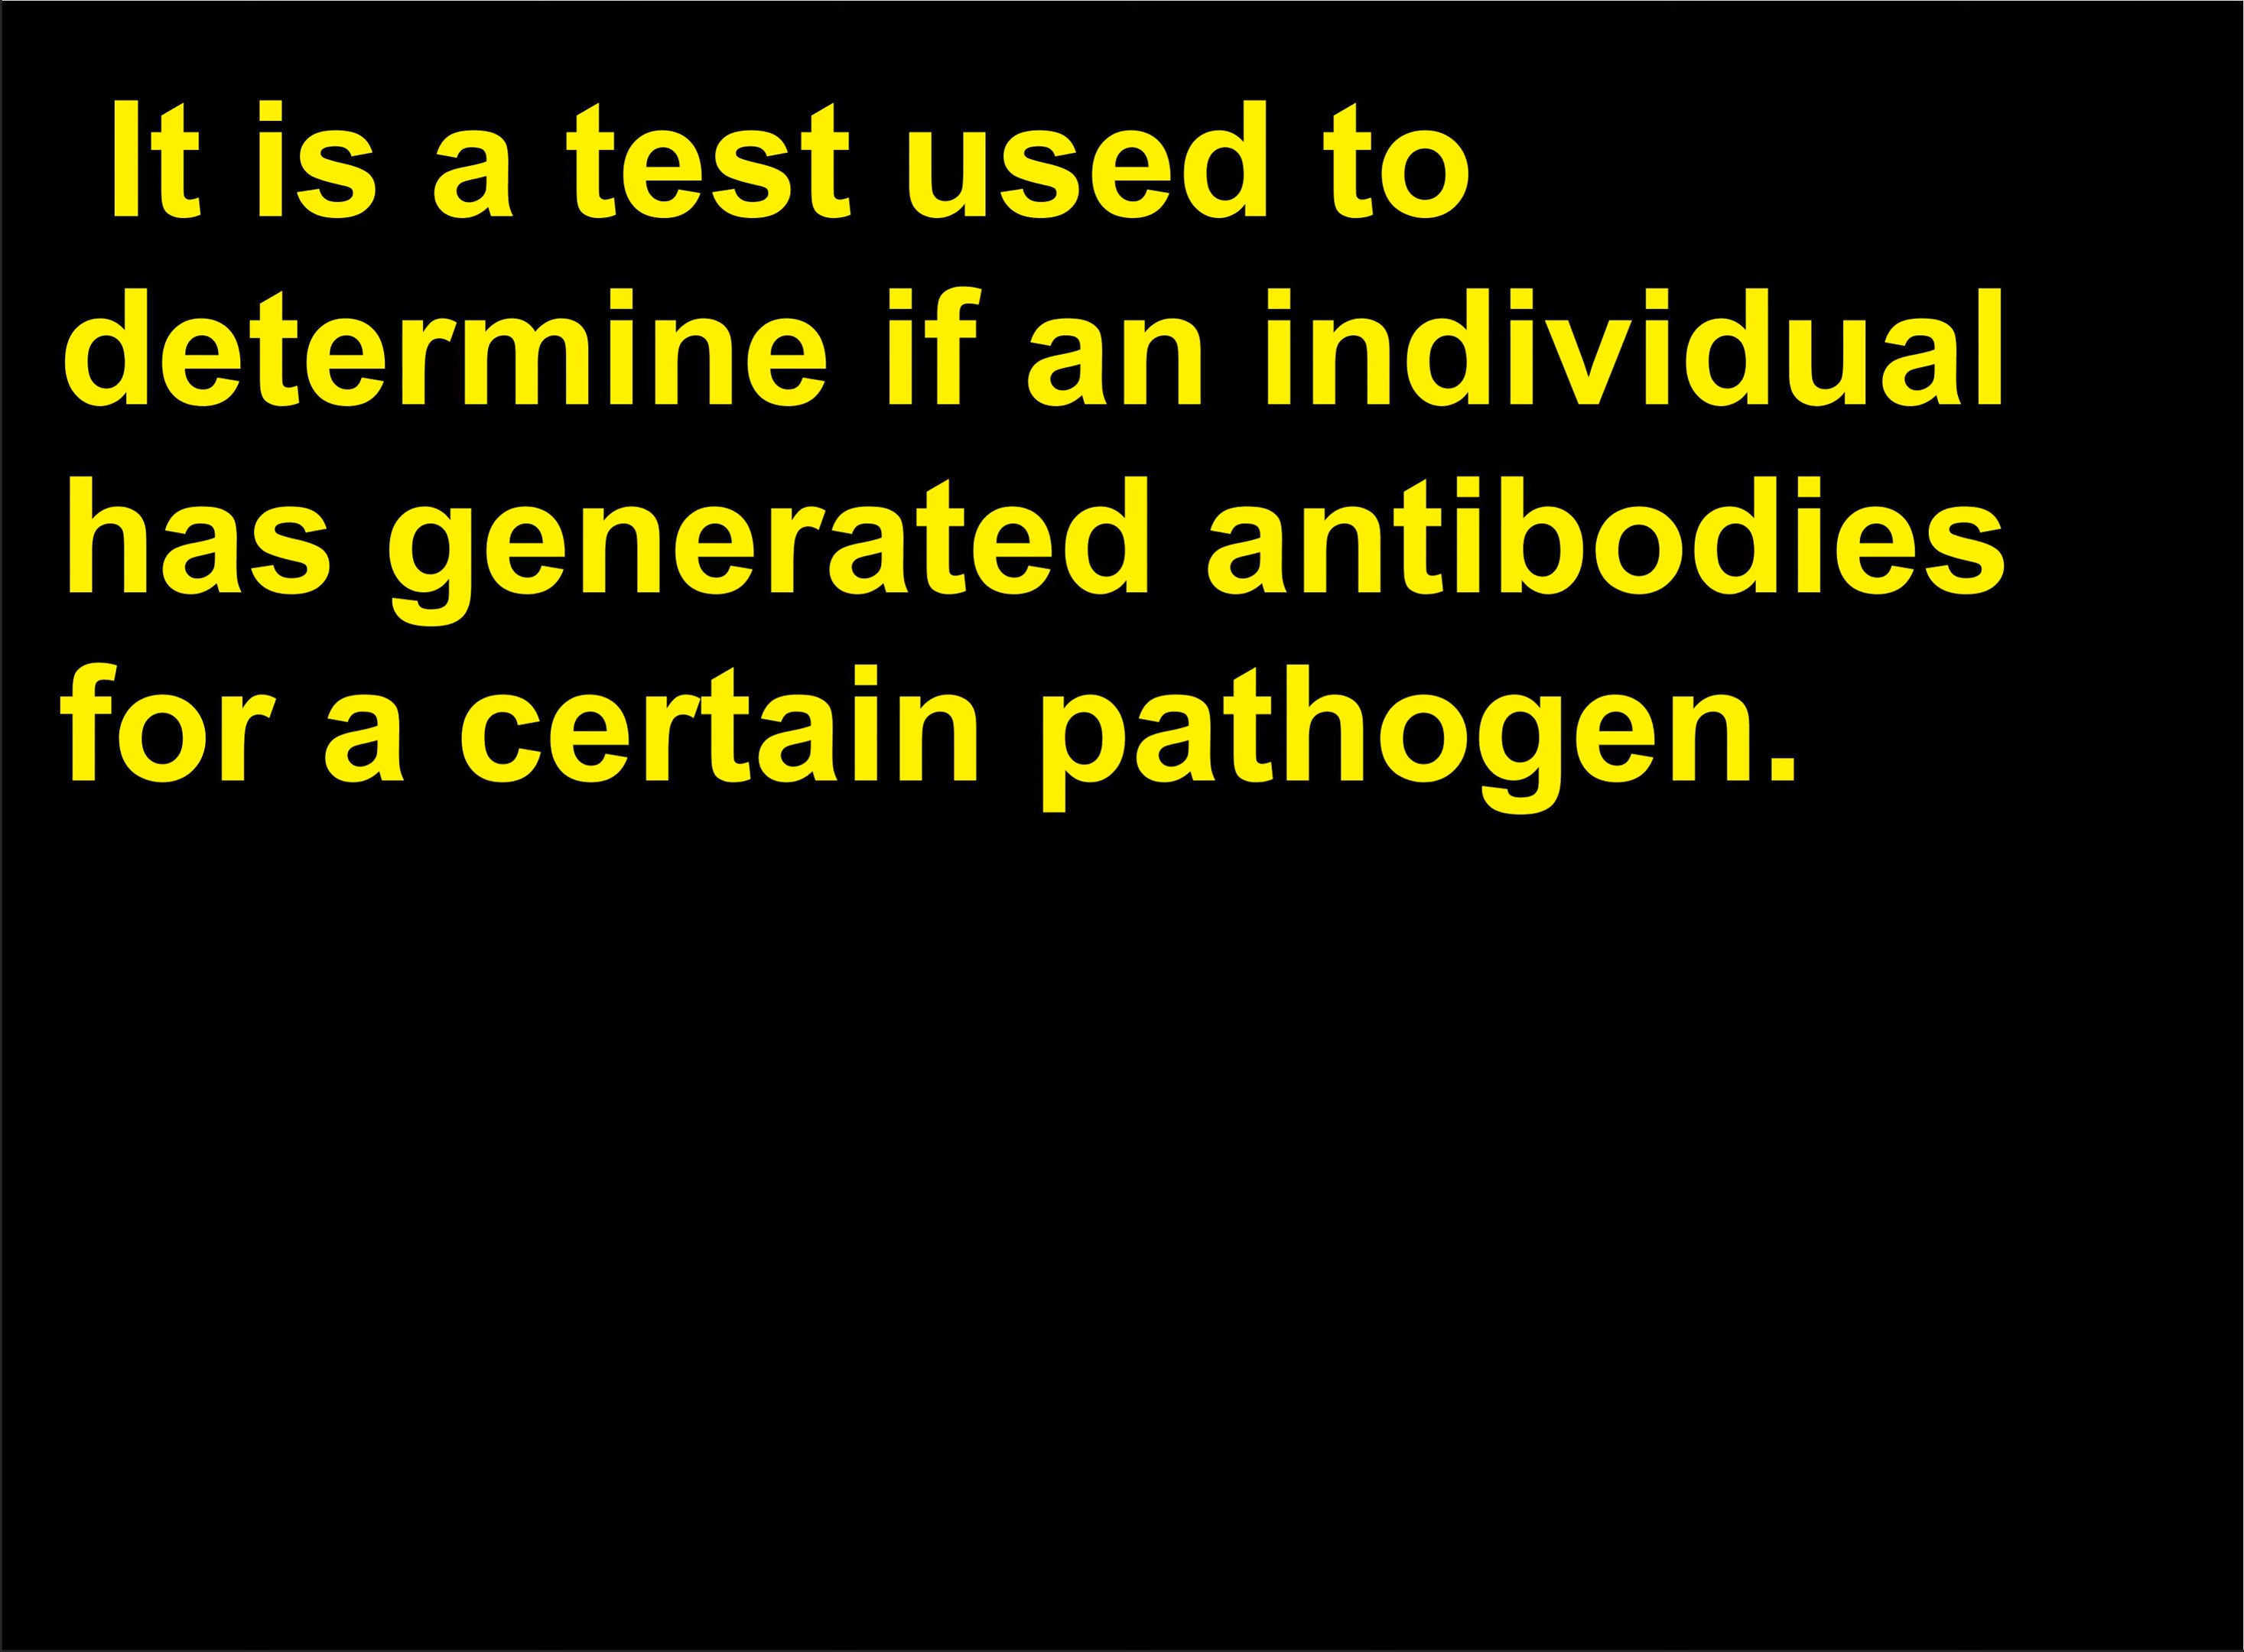 It is a test used to
determine if an individual
has generated antibodies
for a certain pathogen.